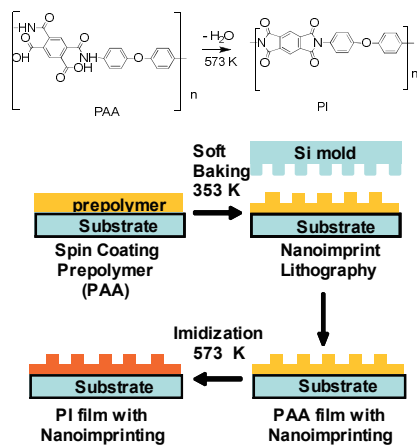 -HN
O
O
OH
O
NH
O
OH
O
n
PAA
-H₂O
573 K
O
O
N
N
O
O
O
n
PI
Soft
Baking
353 K
Si mold
prepolymer
Substrate
Substrate
Spin Coating
Prepolymer
(PAA)
Nanoimprint
Lithography
Imidization
573 K
Substrate
Substrate
PI film with
Nanoimprinting
PAA film with
Nanoimprinting